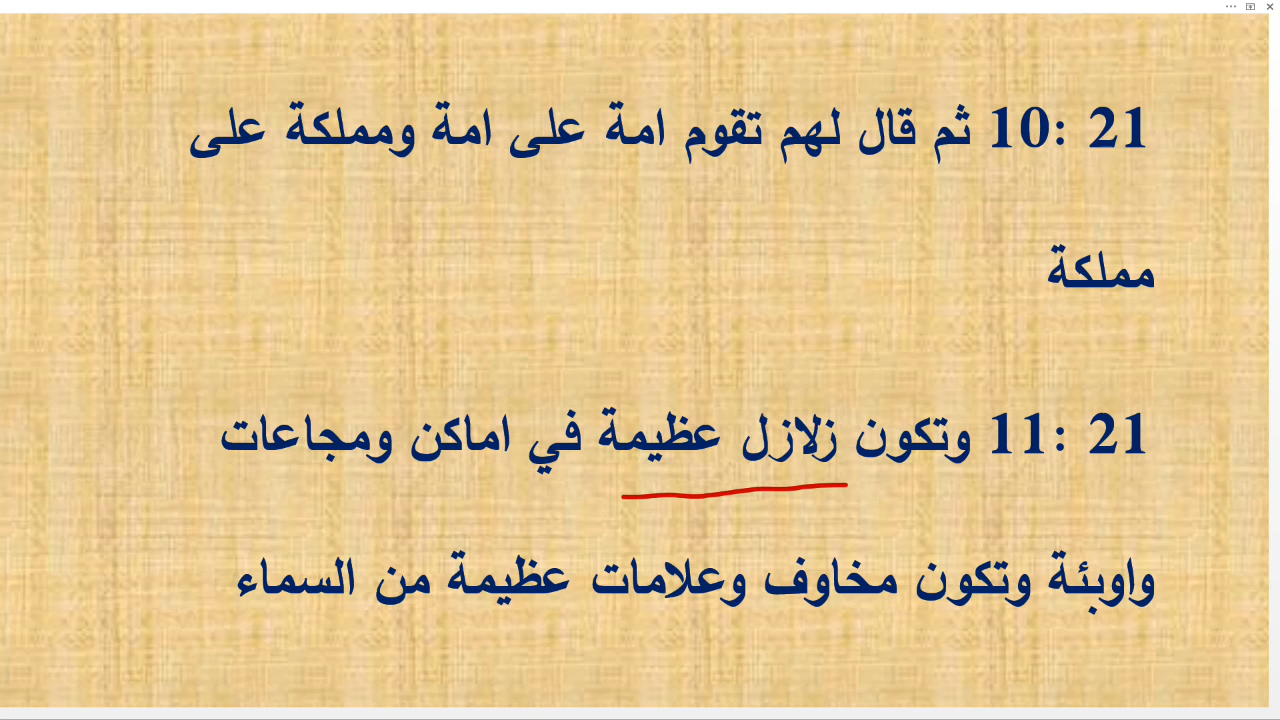 21 :10 ثم قال لهم تقوم امة على امة ومملكة على
مملكة
21 :11 وتكون زلازل عظيمة في اماكن ومجاعات
واوبئة وتكون مخاوف وعلامات عظيمة من السماء